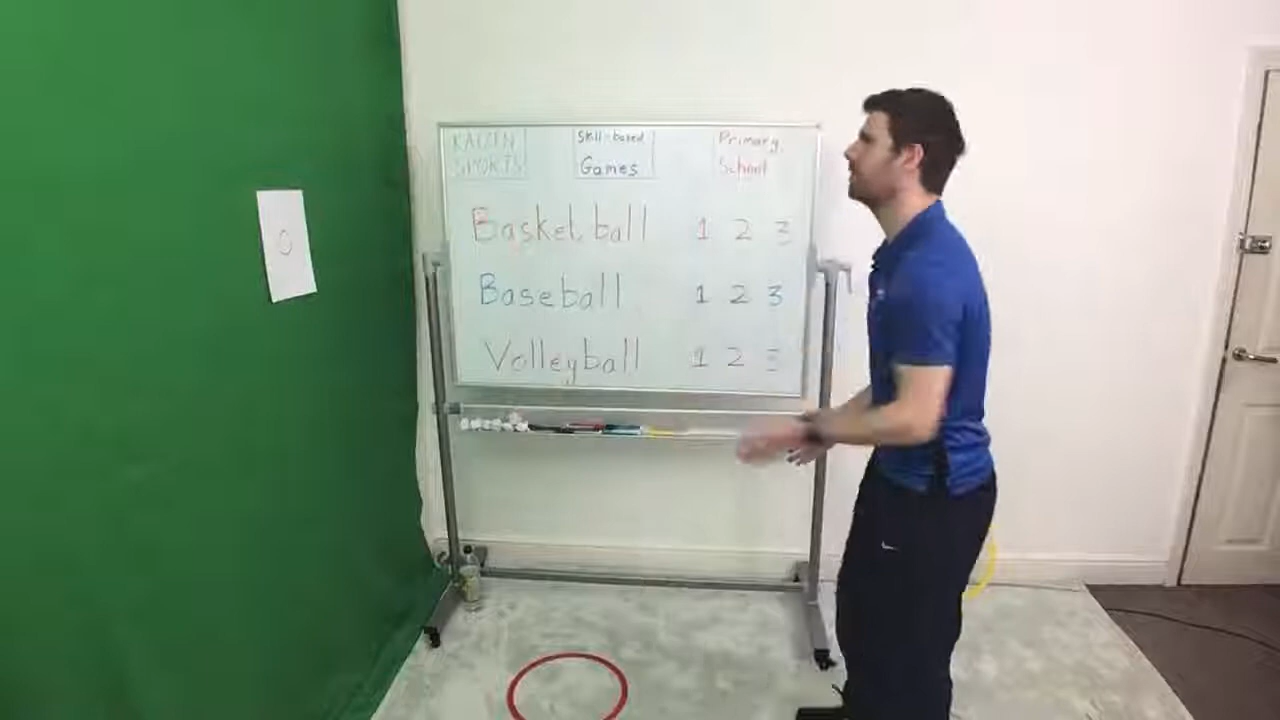 KAIZEN
SPORTS
Skill-based
Games
Primary
School
Basketball 1 2 3
Baseball 1 2 3
Volleyball 1 2 3
0